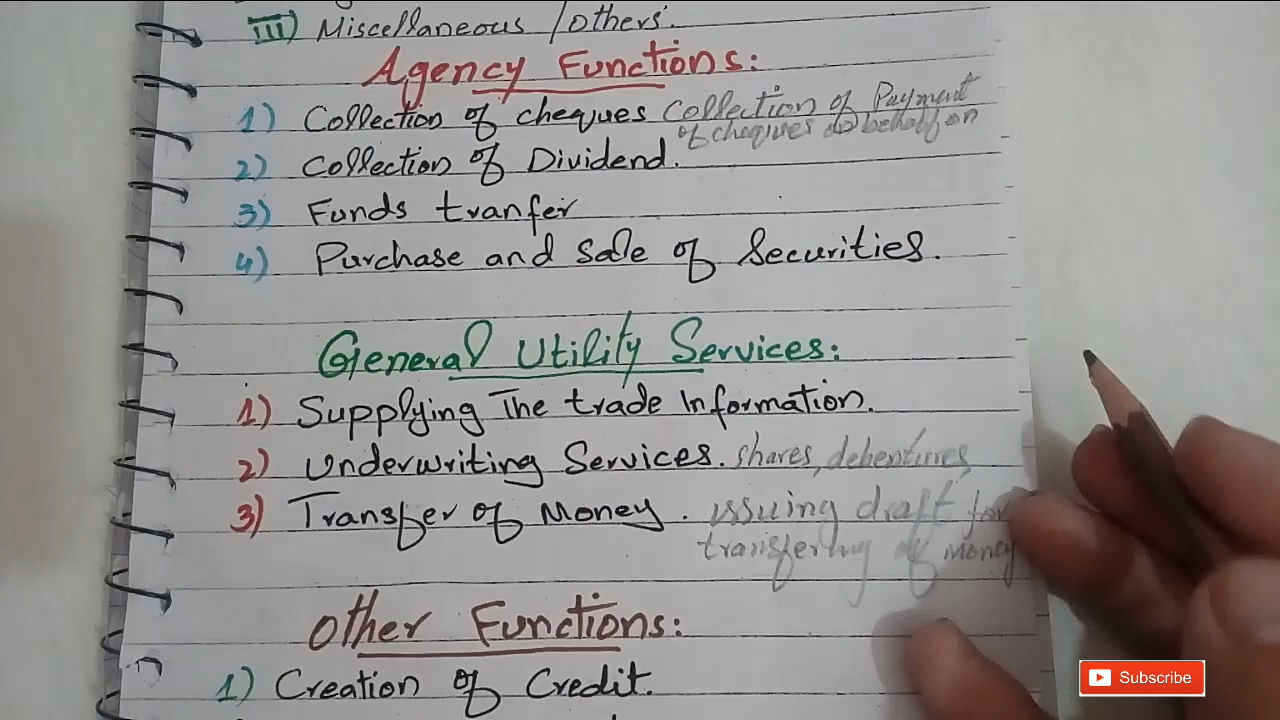 III) Miscellaneous / others.
Agency Functions:
1) Collection of cheques Collection of Payment
of cheques behalf on
2) Collection of Dividend.
3) Funds tranfer
4) Purchase and Sale of Securities.
General Utility Services:
1) Supplying The trade Information.
2) Underwriting Services. shares, debentures,
3) Transfer of Money. issuing draft for
transfering of Money
Other Functions:
1) Creation of Credit.
Subscribe